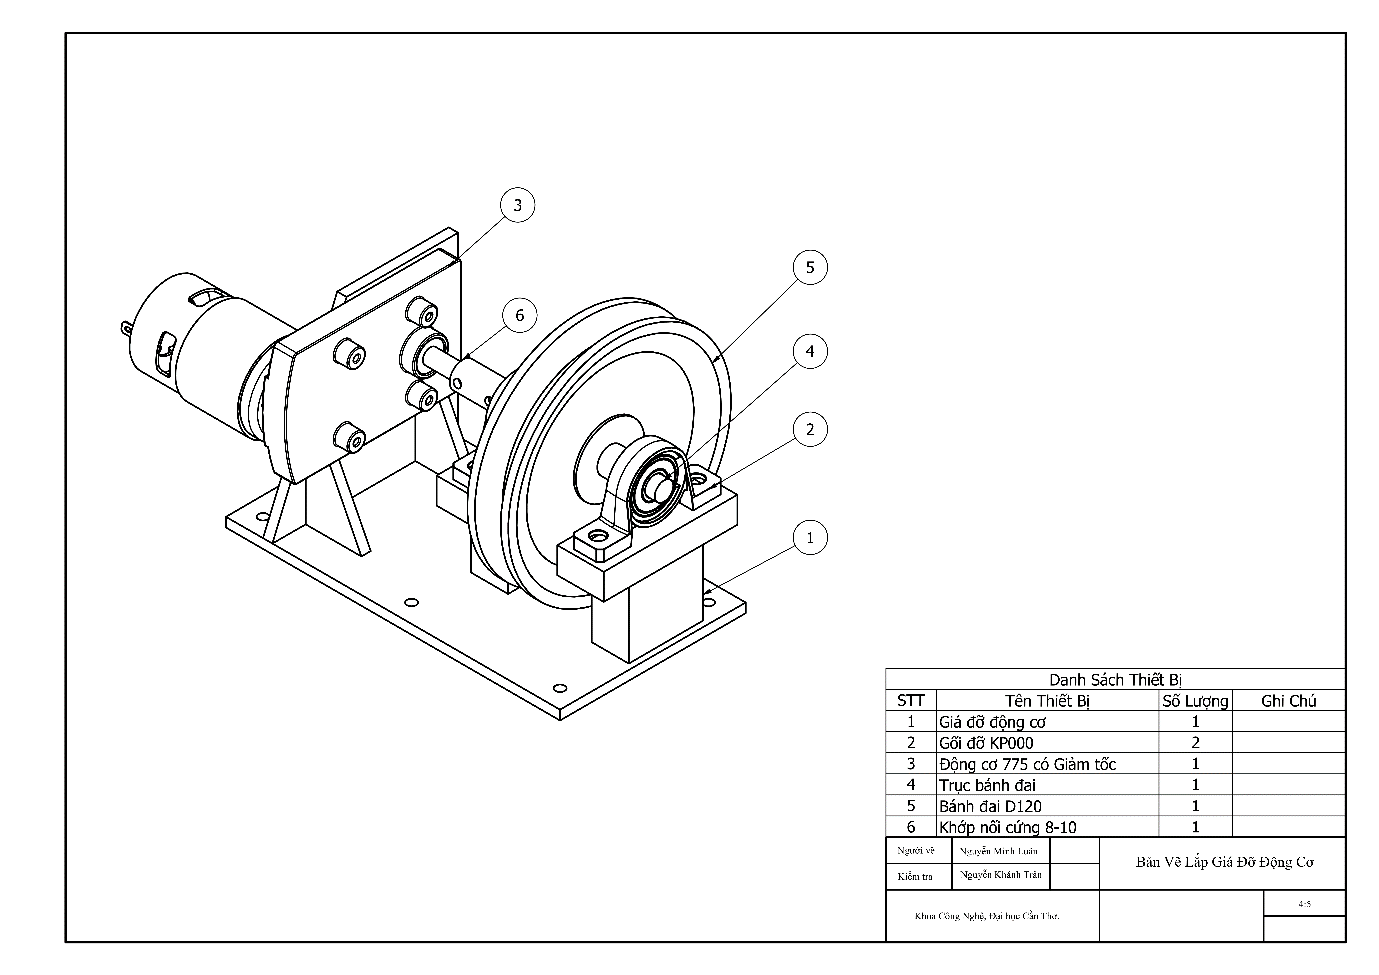 3
5
6
4
2
1
Danh Sách Thiết Bị
STT Tên Thiết Bị Số Lượng Ghi Chú
1 Giá đỡ động cơ 1
2 Gối đỡ KP000 2
3 Động cơ 775 có Giảm tốc 1
4 Trục bánh đai 1
5 Bánh đai D120 1
6 Khớp nối cứng 8-10 1
Người vẽ Nguyễn Minh Luân
Bản Vẽ Lắp Giá Đỡ Động Cơ
Kiểm tra Nguyễn Khánh Trân
4:5
Khoa Công Nghệ, Đại học Cần Thơ.